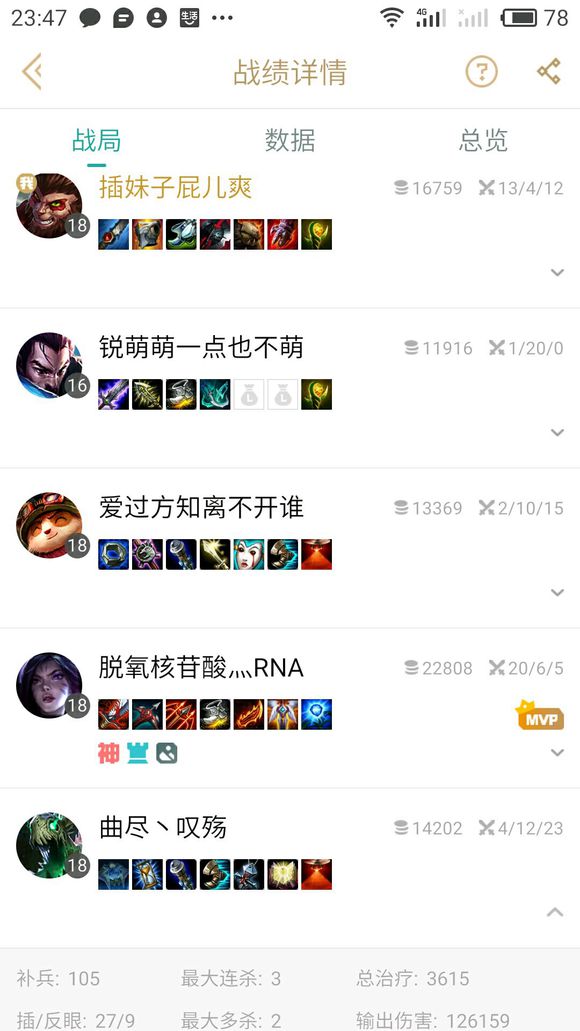 23:47 生活 4G 78
战绩详情 ?
战局 数据 总览
我 插妹子屁儿爽 16759 13/4/12
18
锐萌萌一点也不萌 11916 1/20/0
16 L L
爱过方知离不开谁 13369 2/10/15
18
脱氧核苷酸灬RNA 22808 20/6/5
18 MVP
神
曲尽丶叹殇 14202 4/12/23
18
补兵: 105 最大连杀: 3 总治疗: 3615
插/反眼: 27/9 最大多杀: 2 输出伤害: 126159